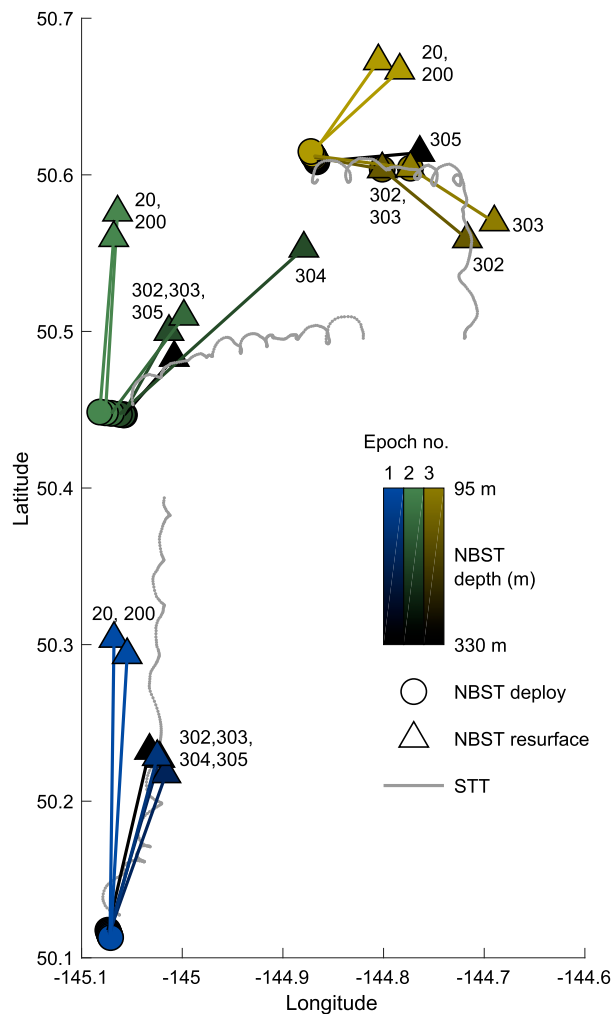 50.7
20,
200
305
50.6
302,
303
303
302
20,
200
304
302,303,
305
50.5
Latitude
Epoch no.
1 2 3
95 m
NBST
depth (m)
330 m
50.4
20, 200
50.3
NBST deploy
NBST resurface
STT
302,303,
304,305
50.2
50.1
-145.1 -145 -144.9 -144.8 -144.7 -144.6
Longitude